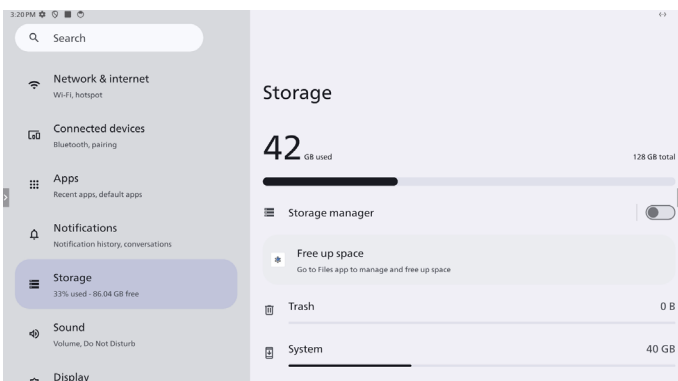 3:20 PM
Search
Network & internet
Wi-Fi, hotspot
Connected devices
Bluetooth, pairing
Apps
Recent apps, default apps
Notifications
Notification history, conversations
Storage
33% used - 86.04 GB free
Sound
Volume, Do Not Disturb
Display
Storage
42 GB used
128 GB total
Storage manager
Free up space
Go to Files app to manage and free up space
Trash
0 B
System
40 GB